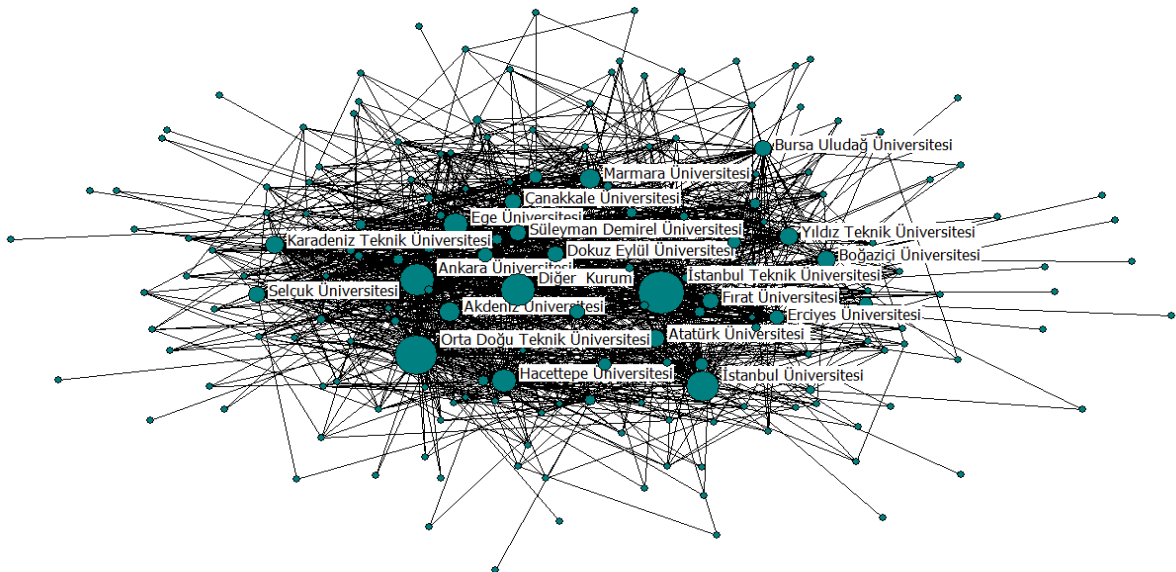 Bursa Uludağ Üniversitesi
Marmara Üniversitesi
Çanakkale Üniversitesi
Ege Üniversitesi
Süleyman Demirel Üniversitesi
Yıldız Teknik Üniversitesi
Karadeniz Teknik Üniversitesi
Dokuz Eylül Üniversitesi
Boğaziçi Üniversitesi
Ankara Üniversitesi
Diğer Kurum
İstanbul Teknik Üniversitesi
Selçuk Üniversitesi
Fırat Üniversitesi
Akdeniz Üniversitesi
Erciyes Üniversitesi
Orta Doğu Teknik Üniversitesi
Atatürk Üniversitesi
Hacettepe Üniversitesi
İstanbul Üniversitesi